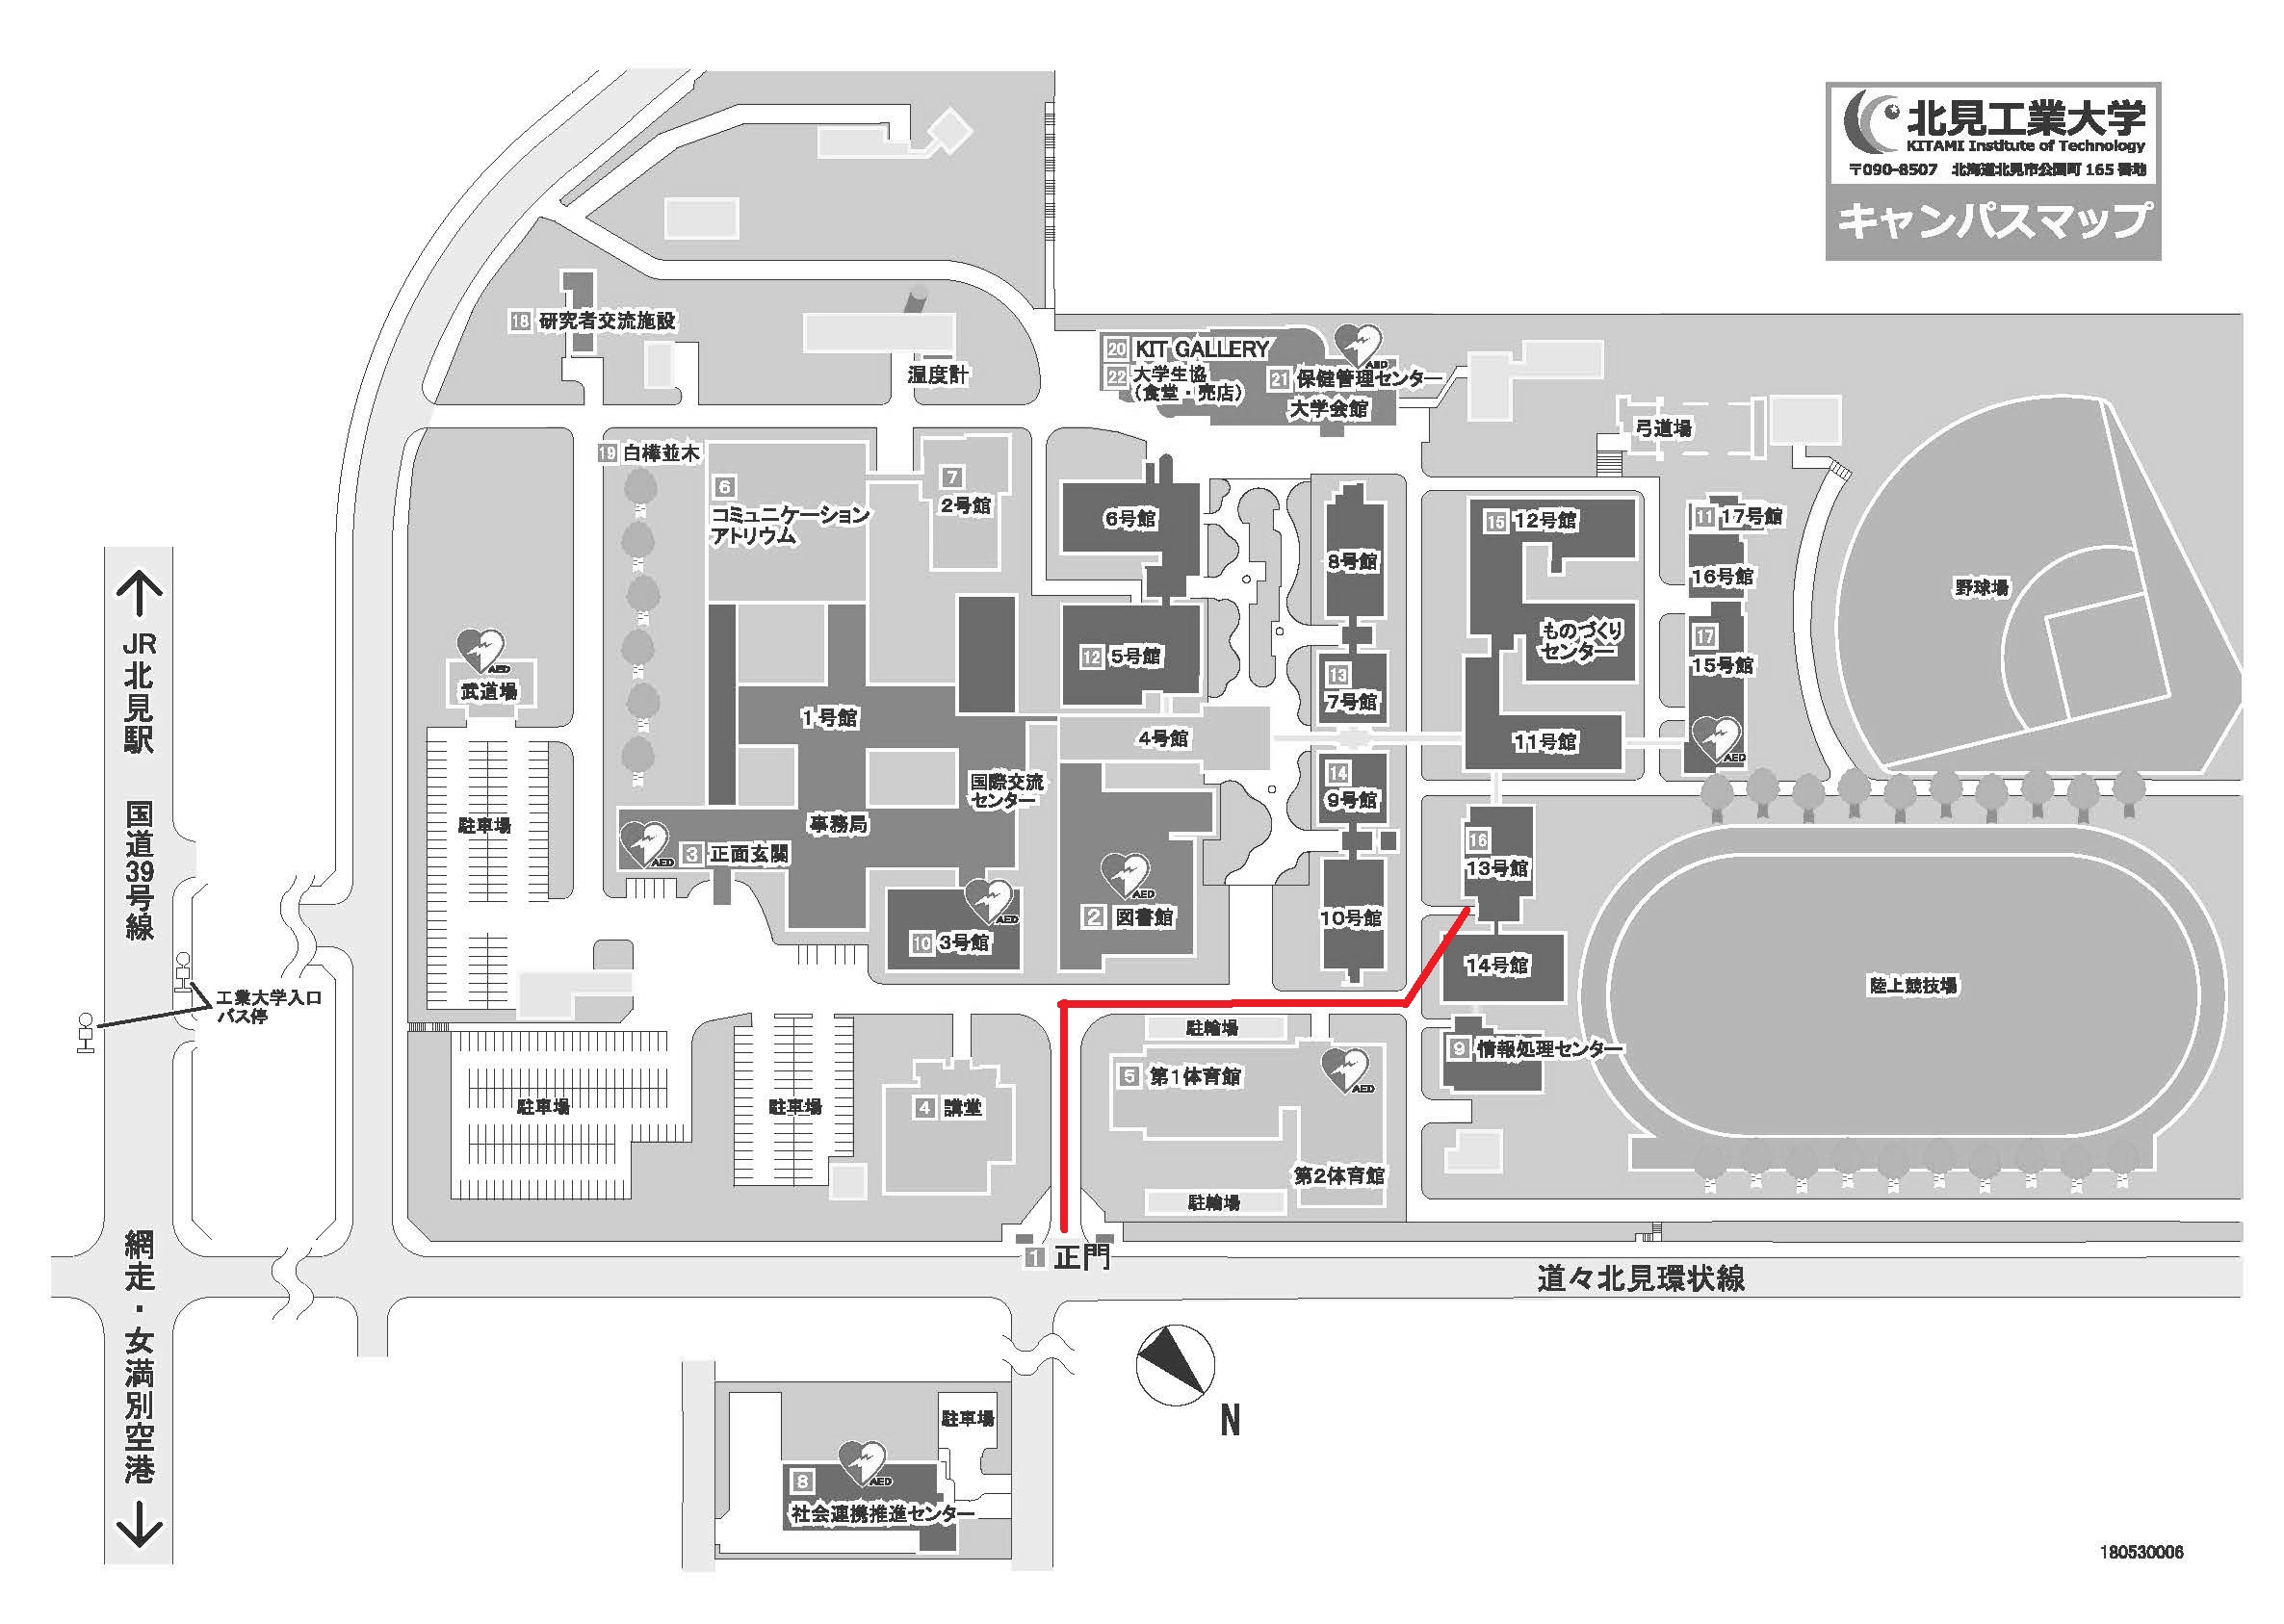 北見工業大学
KITAMI Institute of Technology
〒090-8507 北海道北見市公園町 165 番地
キャンパスマップ
18 研究者交流施設
温度計
20 KIT GALLERY
22 大学生協
(食堂・売店)
AED
21 保健管理センター
大学会館
弓道場
19 白樺並木
6
コミュニケーション
アトリウム
7
2号館
6号館
8号館
15 12号館
11 17号館
16号館
野球場
JR北見駅
国道39号線
AED
武道場
1号館
12 5号館
13
7号館
ものづくり
センター
17
15号館
4号館
11号館
AED
国際交流
センター
14
9号館
駐車場
事務局
AED
3 正面玄関
16
13号館
AED
2 図書館
AED
10 3号館
10号館
14号館
陸上競技場
工業大学入口
バス停
駐輪場
9 情報処理センター
5 第1体育館
AED
駐車場
駐車場
4 講堂
第2体育館
駐輪場
1 正門
道々北見環状線
網走・女満別空港
N
駐車場
8
AED
社会連携推進センター
180530006